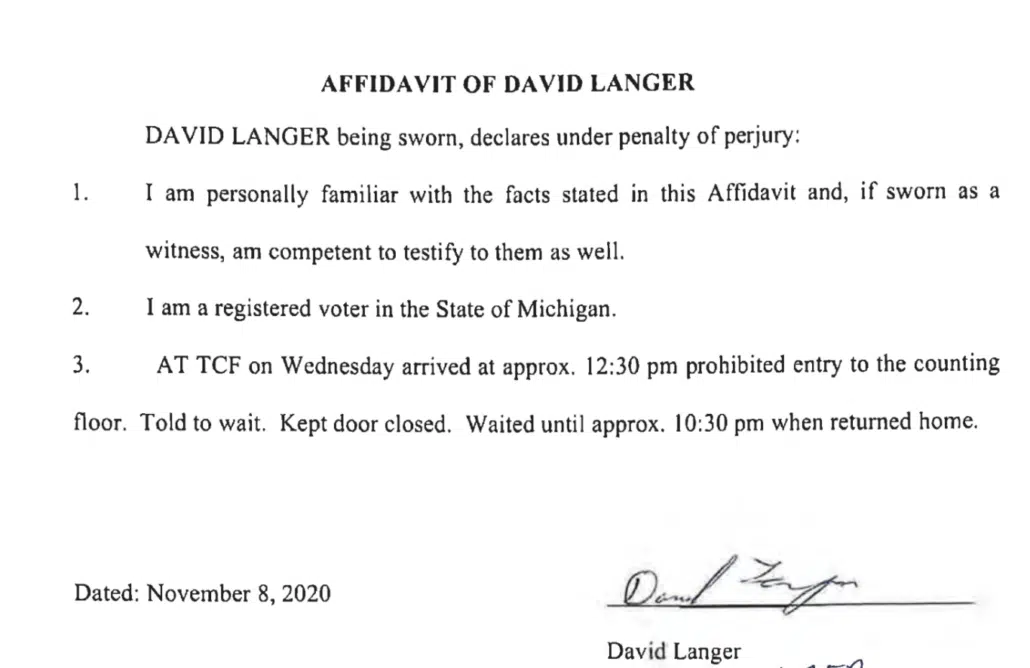 AFFIDAVIT OF DAVID LANGER
DAVID LANGER being sworn, declares under penalty of perjury:
1. I am personally familiar with the facts stated in this Affidavit and, if sworn as a
witness, am competent to testify to them as well.
2. I am a registered voter in the State of Michigan.
3. AT TCF on Wednesday arrived at approx. 12:30 pm prohibited entry to the counting
floor. Told to wait. Kept door closed. Waited until approx. 10:30 pm when returned home.
Dated: November 8, 2020
David Langer